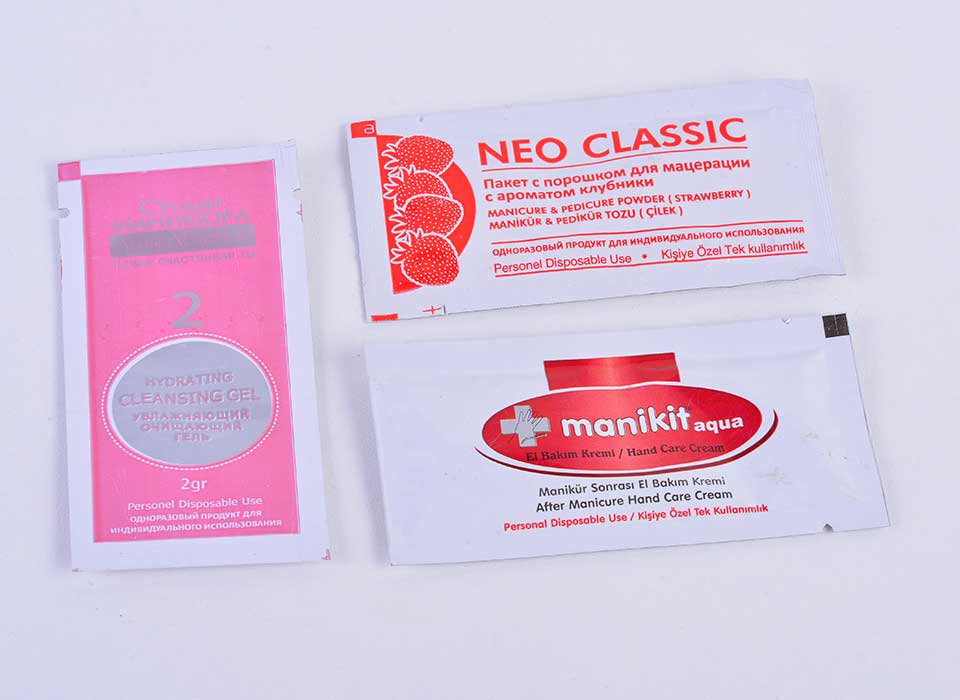 Студия
МАНИКЮРА
2
HYDRATING
CLEANSING GEL
УВЛАЖНЯЮЩИЙ
ОЧИЩАЮЩИЙ
ГЕЛЬ
2gr
Personel Disposable Use
ОДНОРАЗОВЫЙ ПРОДУКТ ДЛЯ
ИНДИВИДУАЛЬНОГО ИСПОЛЬЗОВАНИЯ
NEO CLASSIC
Пакет с порошком для мацерации
с ароматом клубники
MANICURE & PEDICURE POWDER ( STRAWBERRY )
MANİKÜR & PEDİKÜR TOZU ( ÇİLEK )
ОДНОРАЗОВЫЙ ПРОДУКТ ДЛЯ ИНДИВИДУАЛЬНОГО ИСПОЛЬЗОВАНИЯ
Personel Disposable Use • Kişiye Özel Tek kullanımlık
manikit aqua
El Bakım Kremi / Hand Care Cream
Manikür Sonrası El Bakım Kremi
After Manicure Hand Care Cream
Personal Disposable Use / Kişiye Özel Tek Kullanımlık